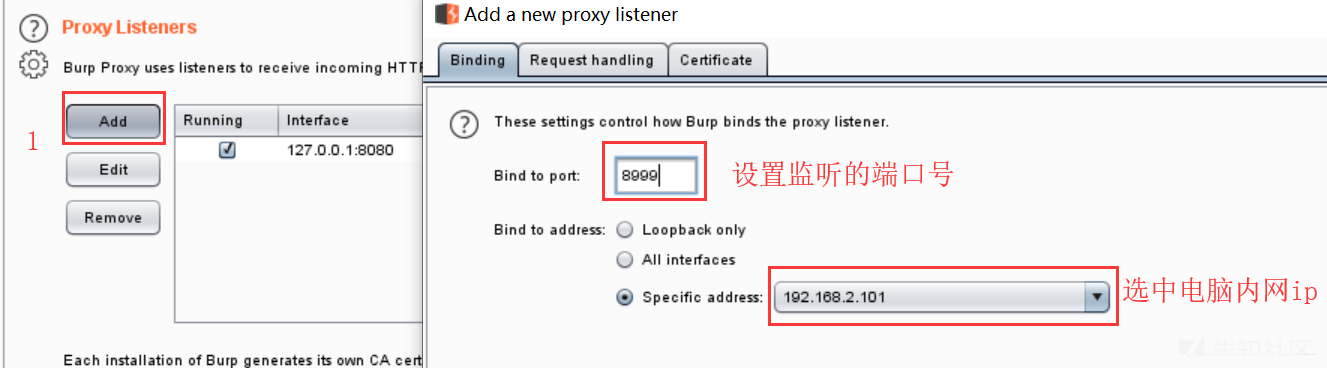 Proxy Listeners
Burp Proxy uses listeners to receive incoming HTTP
1
Add
Edit
Remove
Running Interface
127.0.0.1:8080
Each installation of Burp generates its own CA cert
Add a new proxy listener
Binding Request handling Certificate
These settings control how Burp binds the proxy listener.
Bind to port: 8999 设置监听的端口号
Bind to address: Loopback only
All interfaces
Specific address: 192.168.2.101 选中电脑内网ip
先知社区